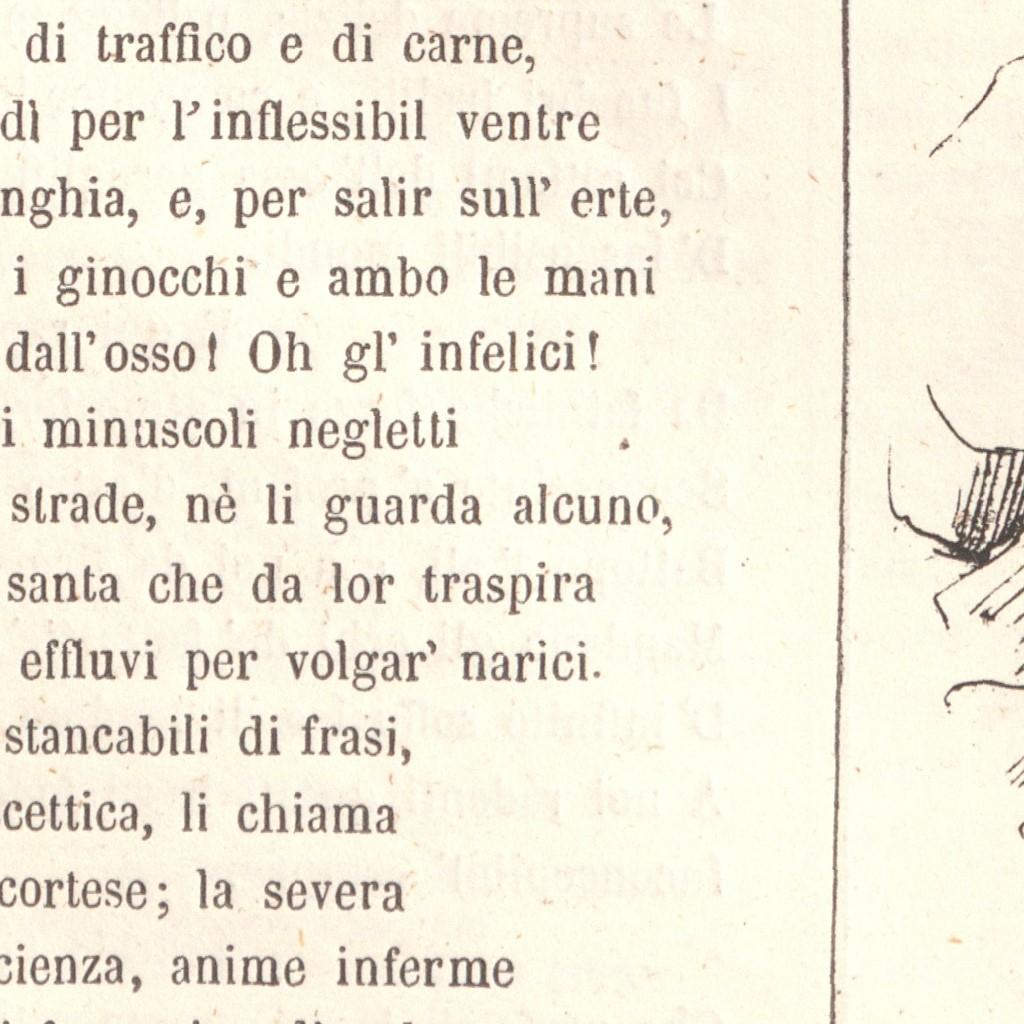 di traffico e di carne,
dì per l'inflessibil ventre
nghia, e, per salir sull' erte,
i ginocchi e ambo le mani
dall'osso! Oh gl' infelici!
i minuscoli negletti
strade, nè li guarda alcuno,
santa che da lor traspira
effluvi per volgar' narici.
stancabili di frasi,
scettica, li chiama
cortese; la severa
cienza, anime inferme